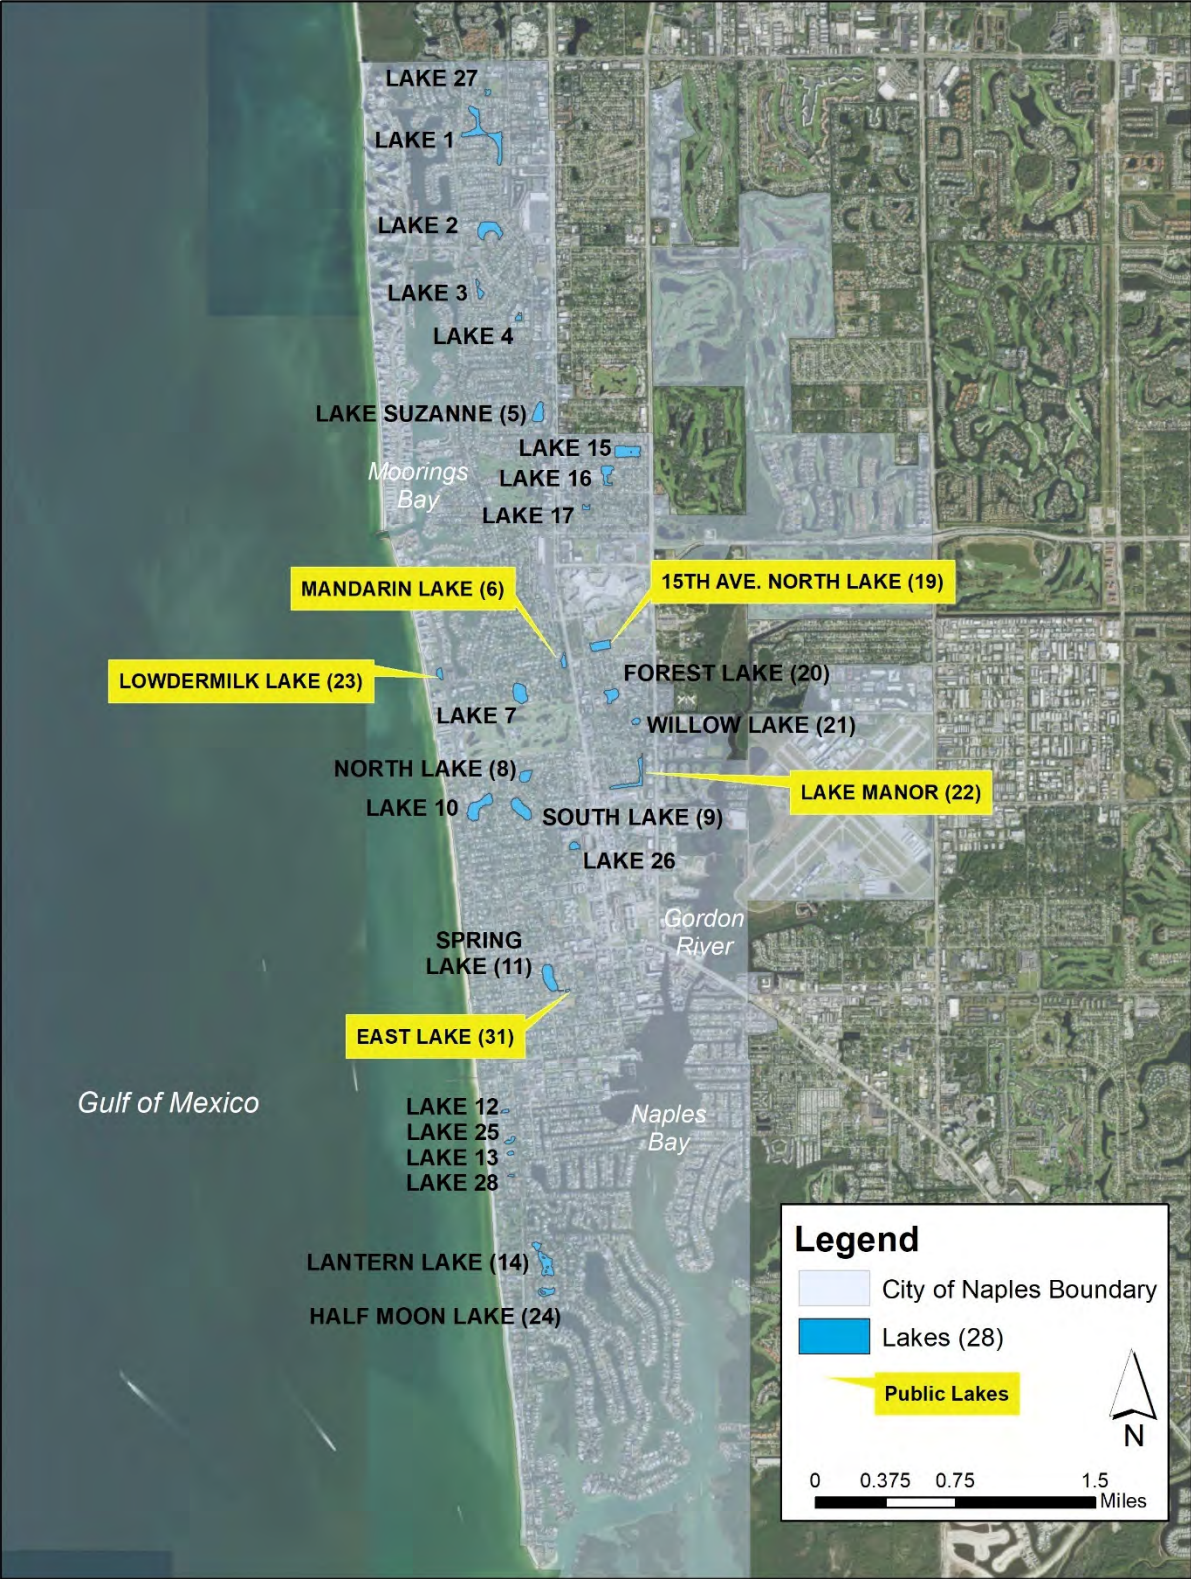 LAKE 27
LAKE 1
LAKE 2
LAKE 3
LAKE 4
LAKE SUZANNE (5)
LAKE 15
Moorings
Bay
LAKE 16
LAKE 17
MANDARIN LAKE (6)
15TH AVE. NORTH LAKE (19)
LOWDERMILK LAKE (23)
FOREST LAKE (20)
LAKE 7
WILLOW LAKE (21)
NORTH LAKE (8)
LAKE MANOR (22)
LAKE 10
SOUTH LAKE (9)
LAKE 26
Gordon
River
SPRING
LAKE (11)
EAST LAKE (31)
Gulf of Mexico
LAKE 12
Naples
Bay
LAKE 25
LAKE 13
LAKE 28
LANTERN LAKE (14)
HALF MOON LAKE (24)
Legend
City of Naples Boundary
Lakes (28)
Public Lakes
N
0 0.375 0.75 1.5
Miles